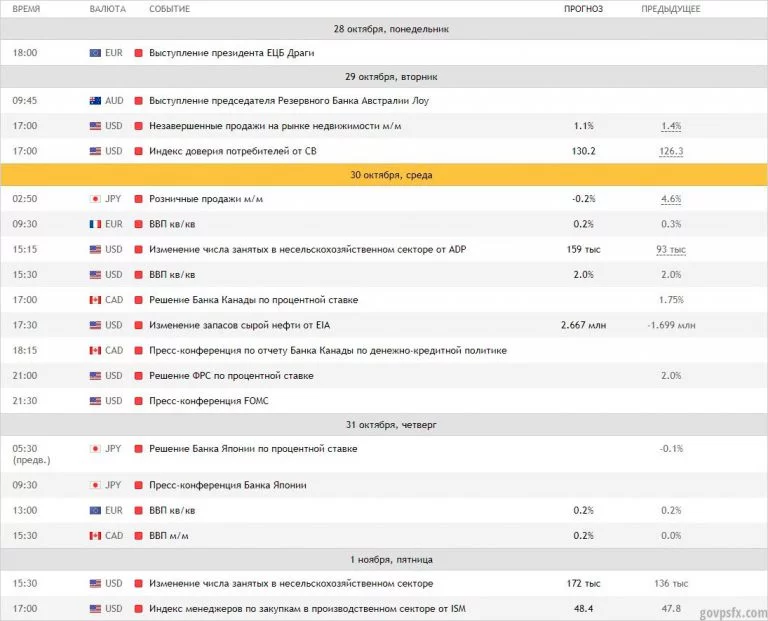 ВРЕМЯ ВАЛЮТА СОБЫТИЕ ПРОГНОЗ ПРЕДЫДУЩЕЕ
28 октября, понедельник
18:00 EUR Выступление президента ЕЦБ Драги
29 октября, вторник
09:45 AUD Выступление председателя Резервного Банка Австралии Лоу
17:00 USD Незавершенные продажи на рынке недвижимости м/м 1.1% 1.4%
17:00 USD Индекс доверия потребителей от CB 130.2 126.3
30 октября, среда
02:50 JPY Розничные продажи м/м -0.2% 4.6%
09:30 EUR ВВП кв/кв 0.2% 0.3%
15:15 USD Изменение числа занятых в несельскохозяйственном секторе от ADP 159 тыс 93 тыс
15:30 USD ВВП кв/кв 2.0% 2.0%
17:00 CAD Решение Банка Канады по процентной ставке 1.75%
17:30 USD Изменение запасов сырой нефти от EIA 2.667 млн -1.699 млн
18:15 CAD Пресс-конференция по отчету Банка Канады по денежно-кредитной политике
21:00 USD Решение ФРС по процентной ставке 2.0%
21:30 USD Пресс-конференция FOMC
31 октября, четверг
05:30 JPY Решение Банка Японии по процентной ставке -0.1%
(предв.)
09:30 JPY Пресс-конференция Банка Японии
13:00 EUR ВВП кв/кв 0.2% 0.2%
15:30 CAD ВВП м/м 0.2% 0.0%
1 ноября, пятница
15:30 USD Изменение числа занятых в несельскохозяйственном секторе 172 тыс 136 тыс
17:00 USD Индекс менеджеров по закупкам в производственном секторе от ISM 48.4 47.8
govpsfx.com